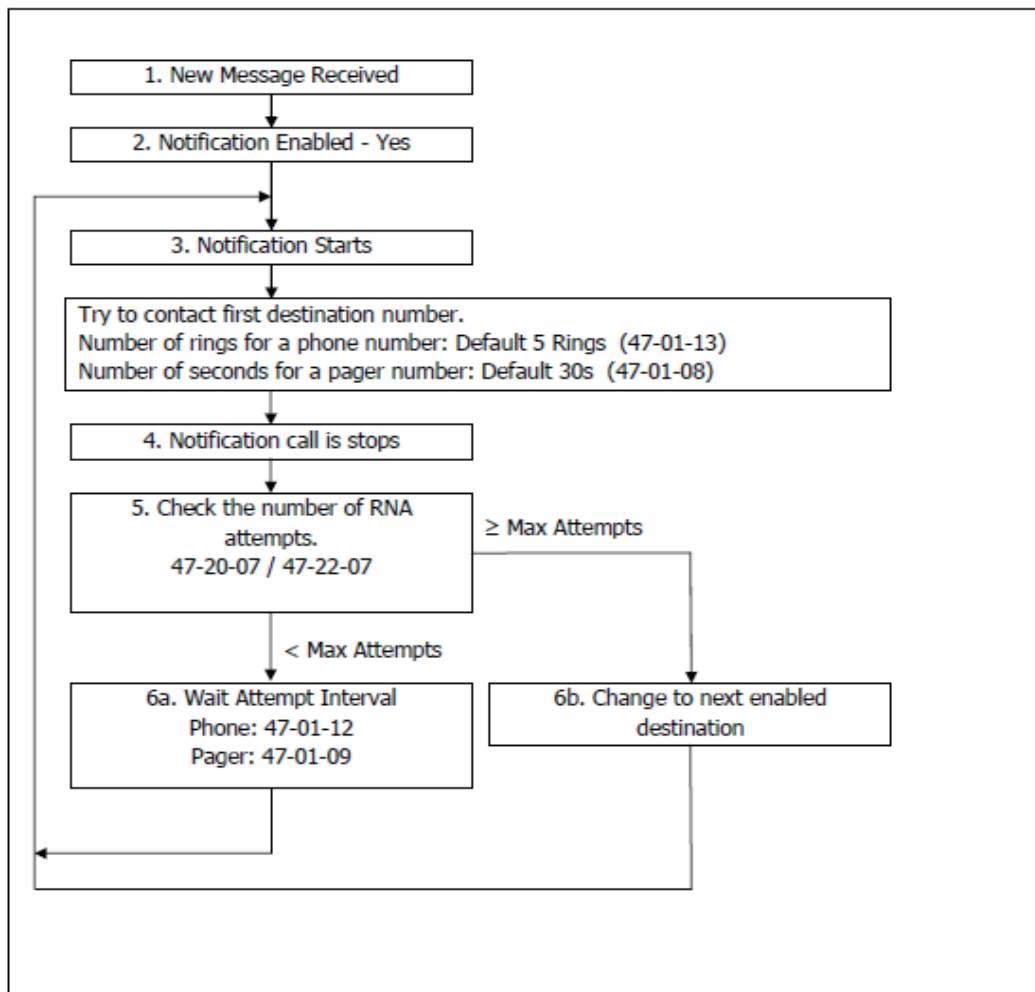 1. New Message Received
2. Notification Enabled - Yes
3. Notification Starts
Try to contact first destination number.
Number of rings for a phone number: Default 5 Rings (47-01-13)
Number of seconds for a pager number: Default 30s (47-01-08)
4. Notification call is stops
5. Check the number of RNA
attempts.
47-20-07 / 47-22-07
≥ Max Attempts
< Max Attempts
6a. Wait Attempt Interval
Phone: 47-01-12
Pager: 47-01-09
6b. Change to next enabled
destination